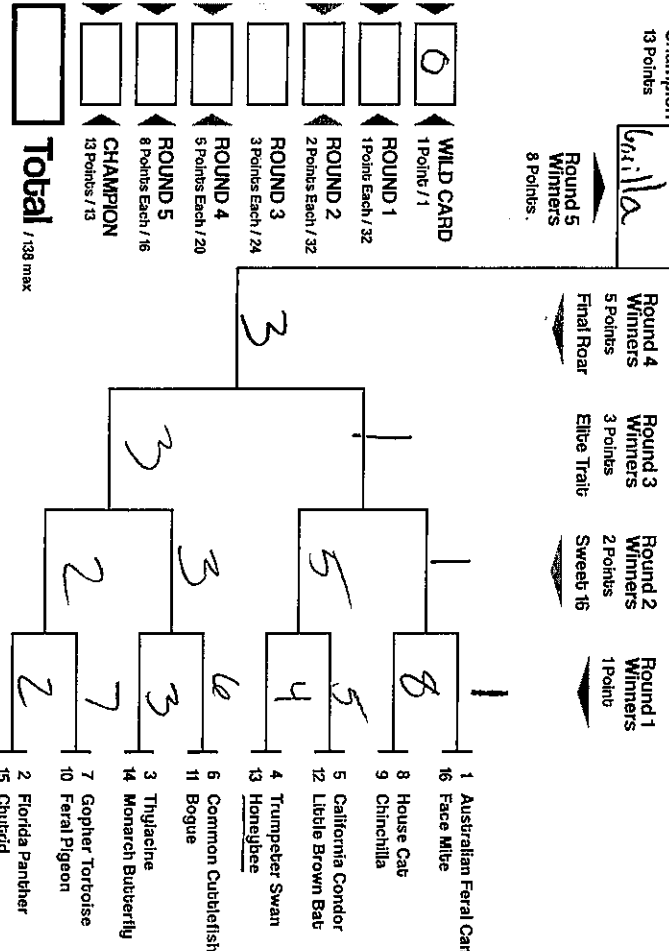 13 Points
Gorilla
Round 5
Winners
8 Points
Round 4
Winners
5 Points
Final Roar
Round 3
Winners
3 Points
Elite Trait
Round 2
Winners
2 Points
Sweet 16
Round 1
Winners
1 Point
0
WILD CARD
1 Point / 1
ROUND 1
1 Point Each / 32
ROUND 2
2 Points Each / 32
ROUND 3
3 Points Each / 24
ROUND 4
5 Points Each / 20
ROUND 5
8 Points Each / 16
CHAMPION
13 Points / 13
Total / 138 max
3
1
3
1
5
3
2
1
8
5
4
6
3
7
2
1 Australian Feral
16 Face Mite
8 House Cat
9 Chinchilla
5 California Condor
12 Little Brown Bat
4 Trumpeter Swan
13 Honeybee
6 Common Cuttlefish
11 Bogue
3 Thylacine
14 Monarch Butterfly
7 Gopher Tortoise
10 Feral Pigeon
2 Florida Panther
15 Chytrid